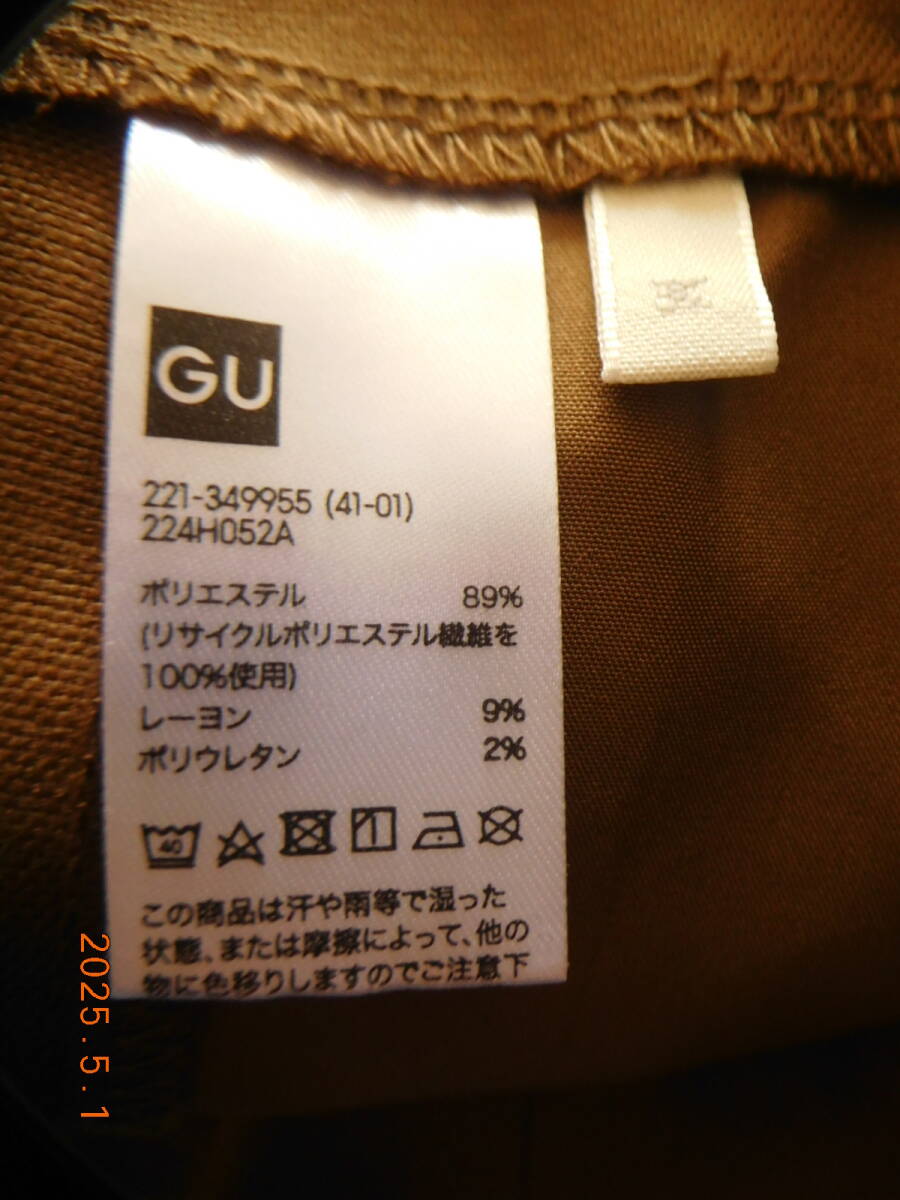 GU
221-349955 (41-01)
224H052A
ポリエステル 89%
(リサイクルポリエステル繊維を
100%使用)
レーヨン 9%
ポリウレタン 2%
40
この商品は汗や雨等で湿った
状態、または摩擦によって、他の
物に色移りしますのでご注意下
2025.5.1